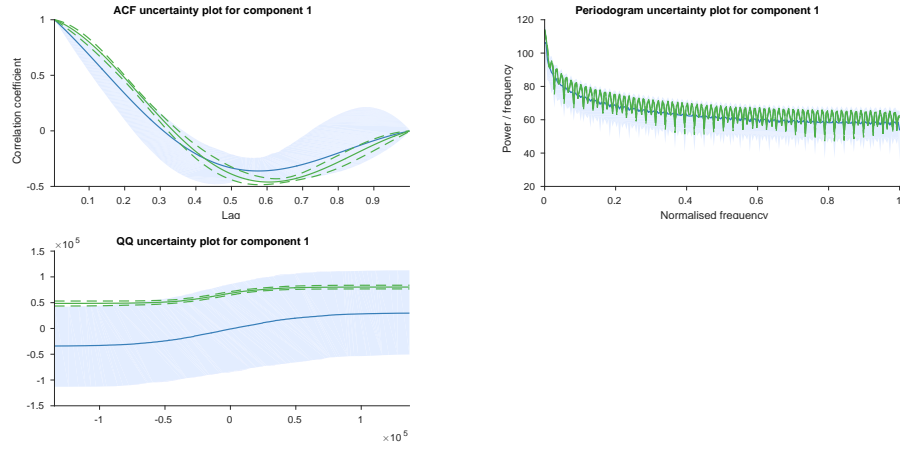 ACF uncertainty plot for component 1
Correlation coefficient
1
0.5
0
-0.5
0.1 0.2 0.3 0.4 0.5 0.6 0.7 0.8 0.9
Lag
Periodogram uncertainty plot for component 1
Power / frequency
120
100
80
60
40
20
0 0.2 0.4 0.6 0.8 1
Normalised frequency
QQ uncertainty plot for component 1
×10 5
1.5
1
0.5
0
-0.5
-1
-1.5
-1 -0.5 0 0.5 1
×10 5